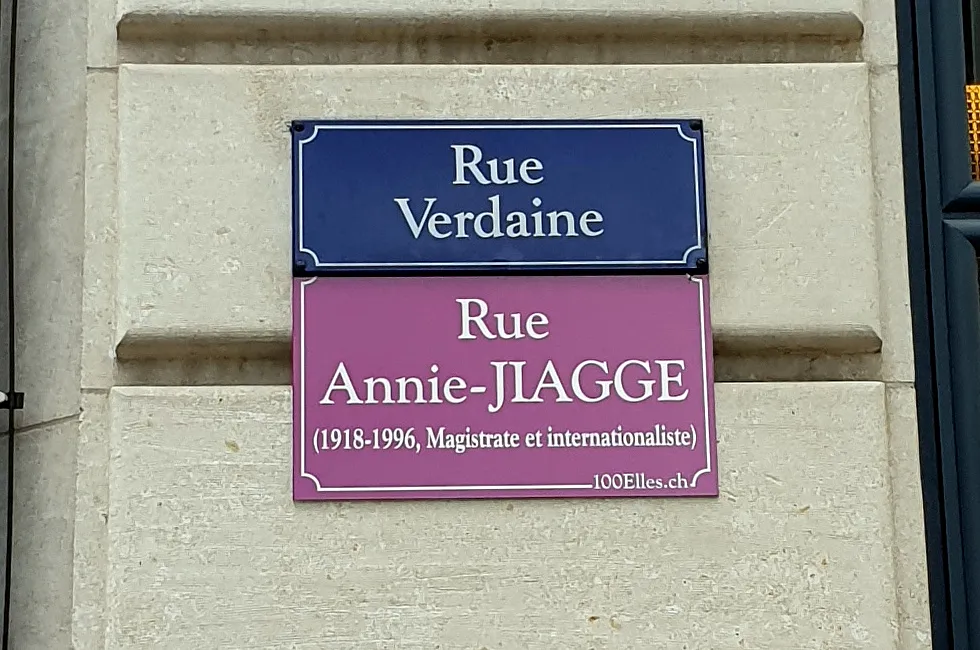 Rue
Verdaine
Rue
Annie-JIAGGE
(1918-1996, Magistrate et internationaliste)
100Elles.ch